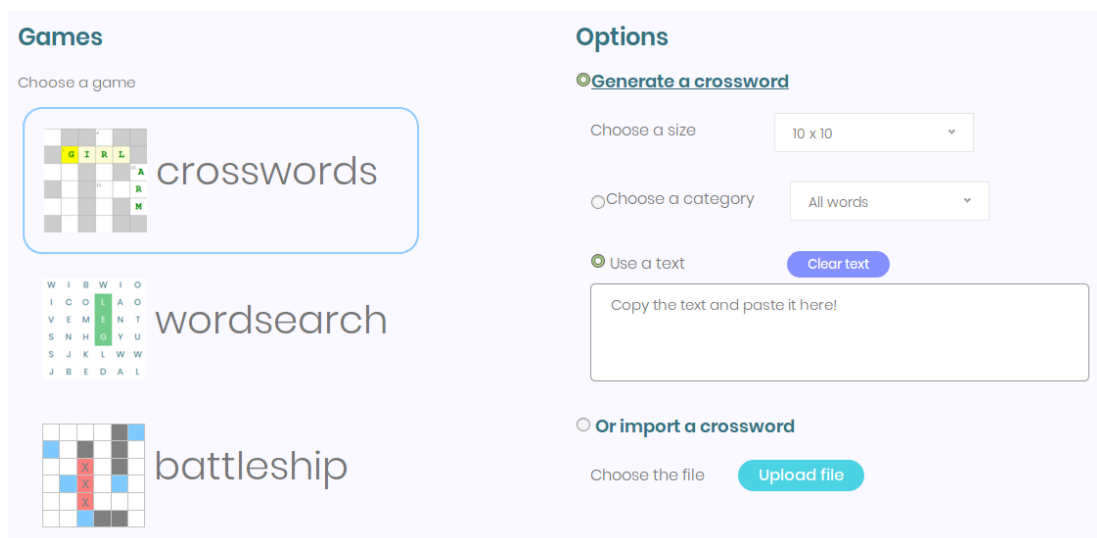 Games
Choose a game
G I R L
A
R
M
crosswords
W I B W I O
I C O L A O
V E M E N T
S N H G Y U
S J K L W W
J B E D A L
wordsearch
X
X
X
battleship
Options
Generate a crossword
Choose a size
10 x 10
Choose a category
All words
Use a text
Clear text
Copy the text and paste it here!
Or import a crossword
Choose the file
Upload file